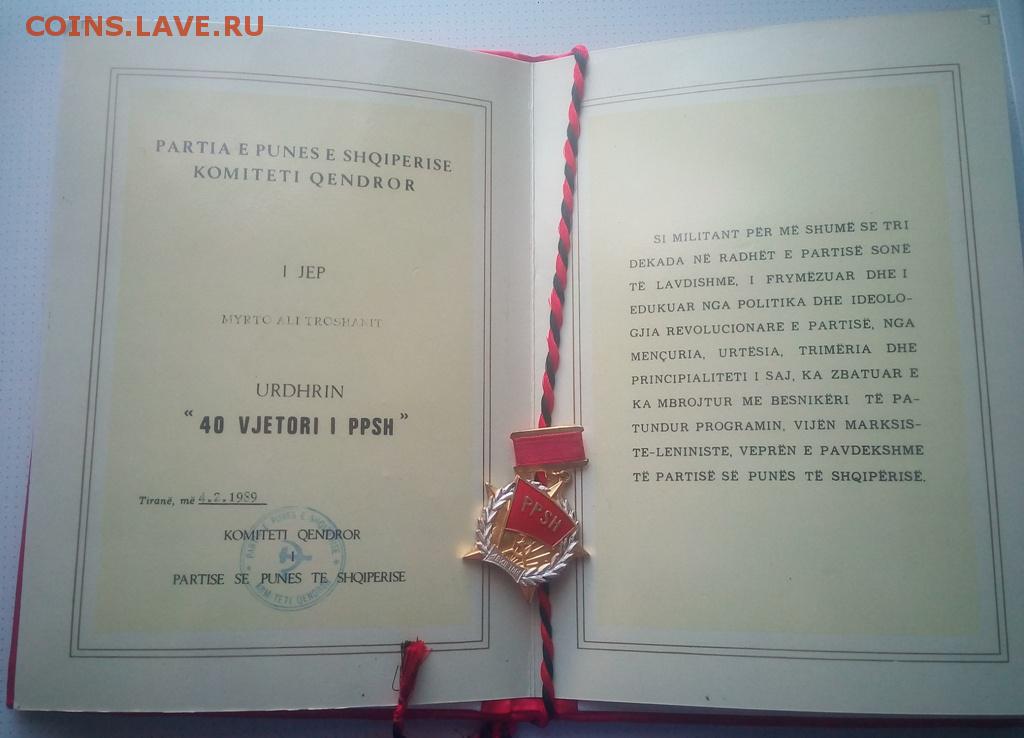 COINS.LAVE.RU
PARTIA E PUNES E SHQIPERISE
KOMITETI QENDROR
I JEP
MYRTO ALI TROSHANIT
URDHRIN
“40 VJETORI I PPSH”
Tiranë, më 4.2.1989
KOMITETI QENDROR
I
PARTISE SE PUNES TE SHQIPERISE
SI MILITANT PËR MË SHUMË SE TRI
DEKADA NË RADHËT E PARTISË SONË
TË LAVDISHME, I FRYMËZUAR DHE I
EDUKUAR NGA POLITIKA DHE IDEOLO-
GJIA REVOLUCIONARE E PARTISË, NGA
MENÇURIA, URTËSIA, TRIMËRIA DHE
PRINCIPIALITETI I SAJ, KA ZBATUAR E
KA MBROJTUR ME BESNIKËRI TË PA-
TUNDUR PROGRAMIN, VIJËN MARKSIS-
TE-LENINISTE, VEPRËN E PAVDEKSHME
TË PARTISË SË PUNËS TË SHQIPËRISË.
PPSH